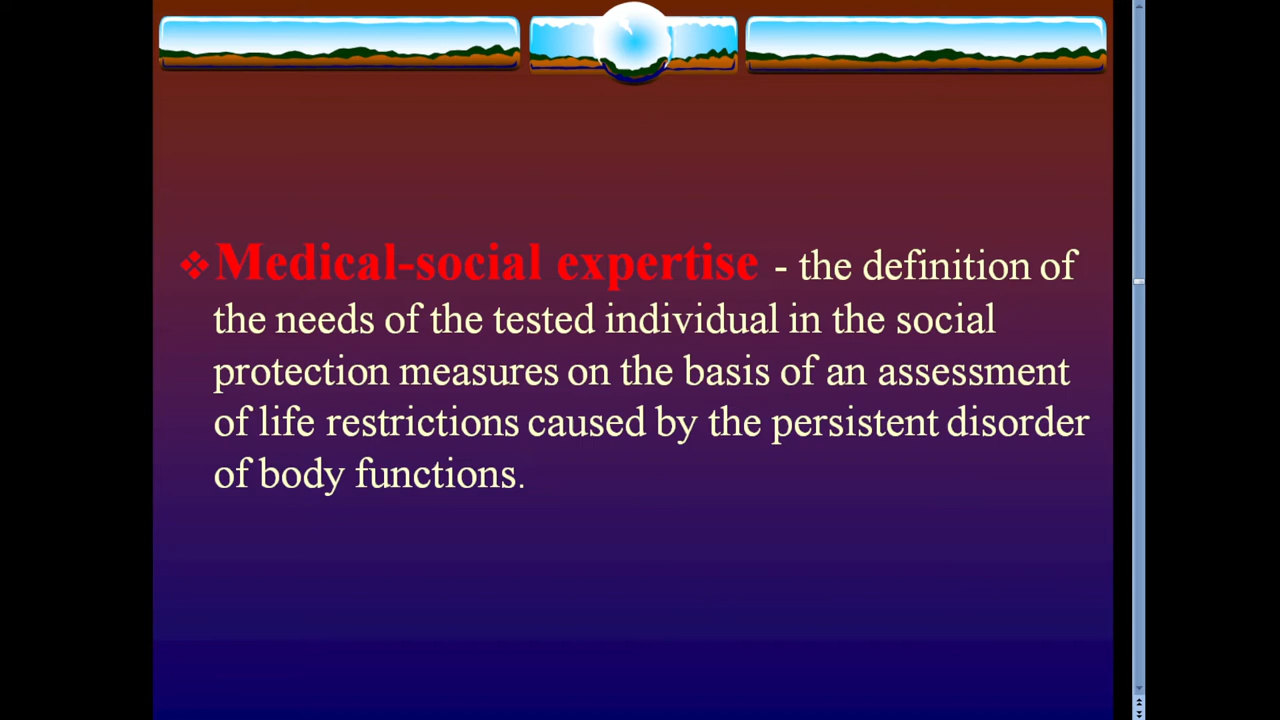 ❖Medical-social expertise - the definition of
the needs of the tested individual in the social
protection measures on the basis of an assessment
of life restrictions caused by the persistent disorder
of body functions.